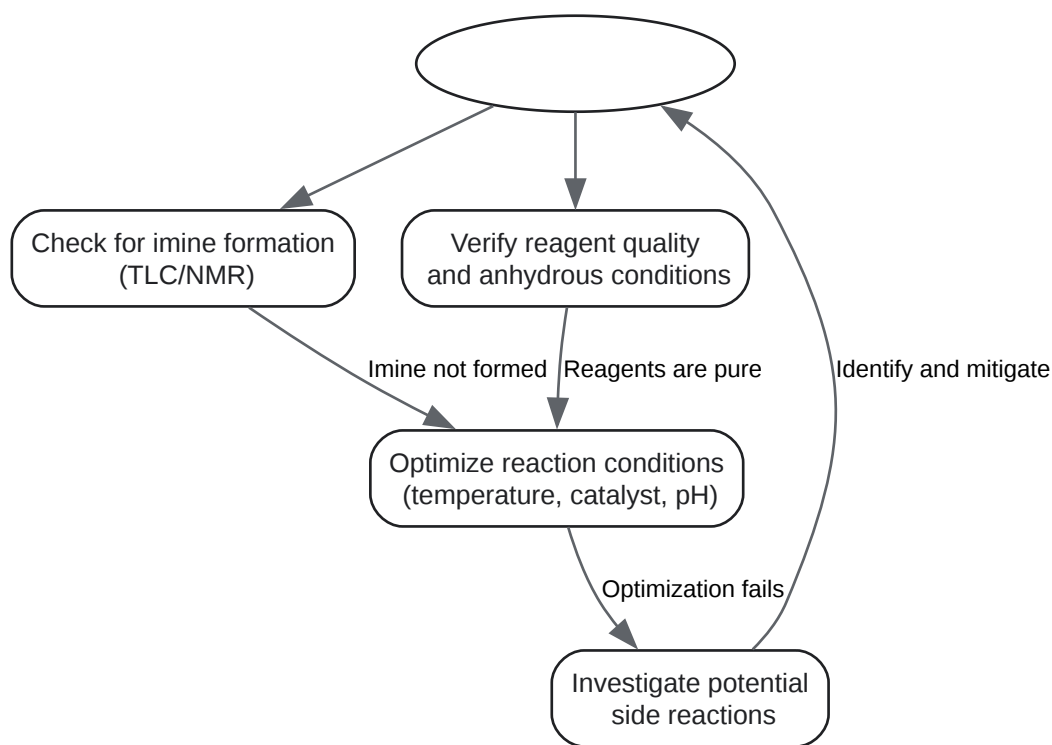 Check for imine formation
(TLC/NMR)
Verify reagent quality
and anhydrous conditions
Imine not formed
Reagents are pure
Identify and mitigate
Optimize reaction conditions
(temperature, catalyst, pH)
Optimization fails
Investigate potential
side reactions